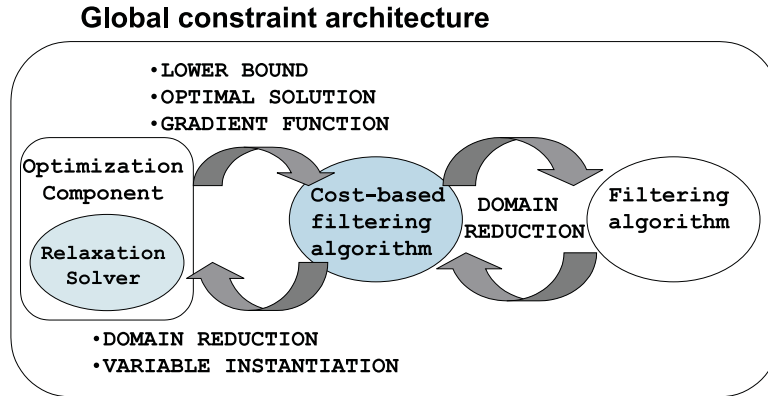 Global constraint architecture
•LOWER BOUND
•OPTIMAL SOLUTION
•GRADIENT FUNCTION
Optimization
Component
Relaxation
Solver
Cost-based
filtering
algorithm
DOMAIN
REDUCTION
Filtering
algorithm
•DOMAIN REDUCTION
•VARIABLE INSTANTIATION